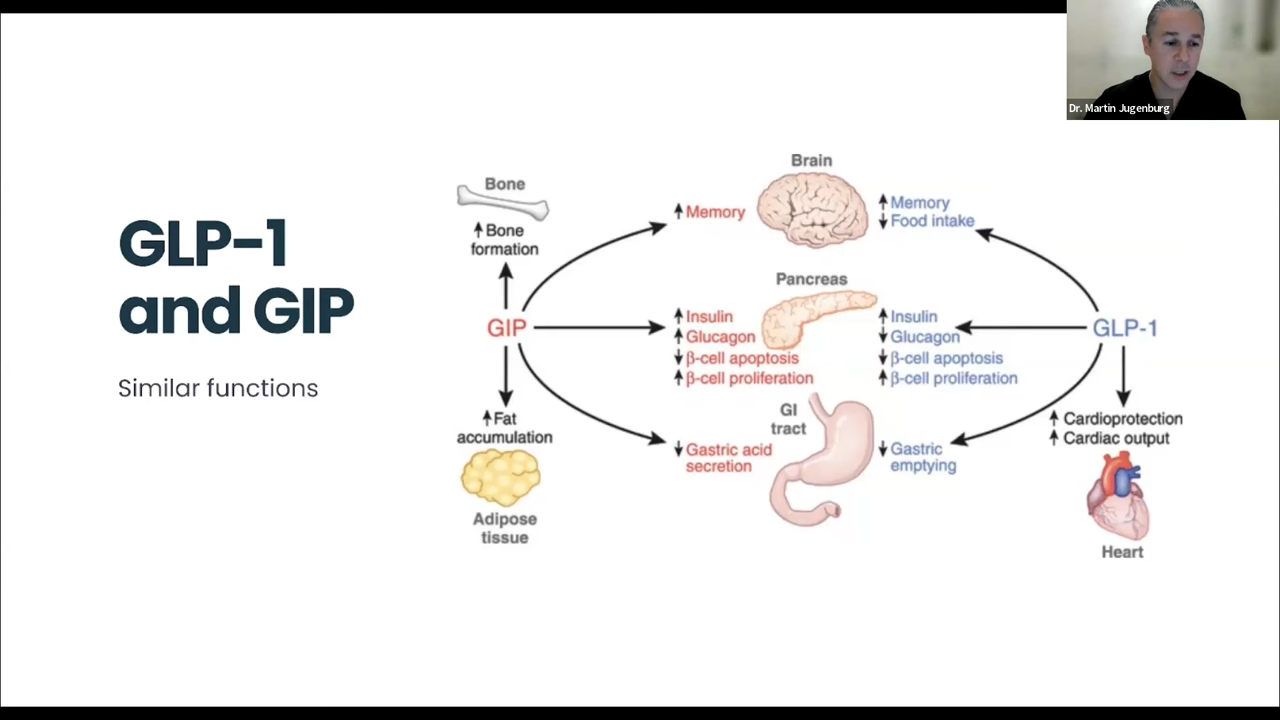 Dr. Martin Jugenburg
GLP-1
and GIP
Similar functions
Bone
↑ Bone
formation
GIP
↑ Fat
accumulation
Adipose
tissue
Brain
↑ Memory
↑ Memory
↓ Food intake
Pancreas
↑ Insulin
↑ Glucagon
↓ β-cell apoptosis
↑ β-cell proliferation
↑ Insulin
↓ Glucagon
↓ β-cell apoptosis
↑ β-cell proliferation
GI
tract
↓ Gastric acid
secretion
↓ Gastric
emptying
GLP-1
↑ Cardioprotection
↑ Cardiac output
Heart